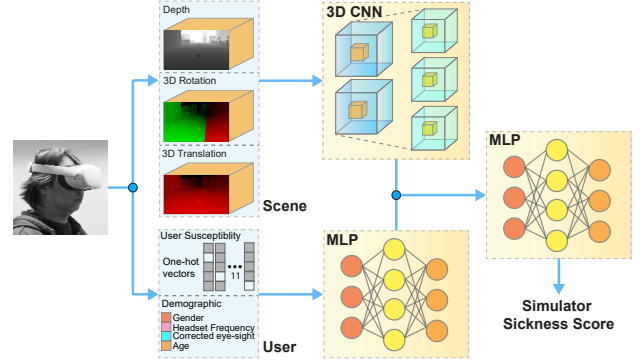 Depth
3D Rotation
3D Translation
Scene
3D CNN
User Susceptiblity
One-hot
vectors
11
Demographic
Gender
Headset Frequency
Corrected eye-sight
Age
User
MLP
MLP
Simulator
Sickness Score